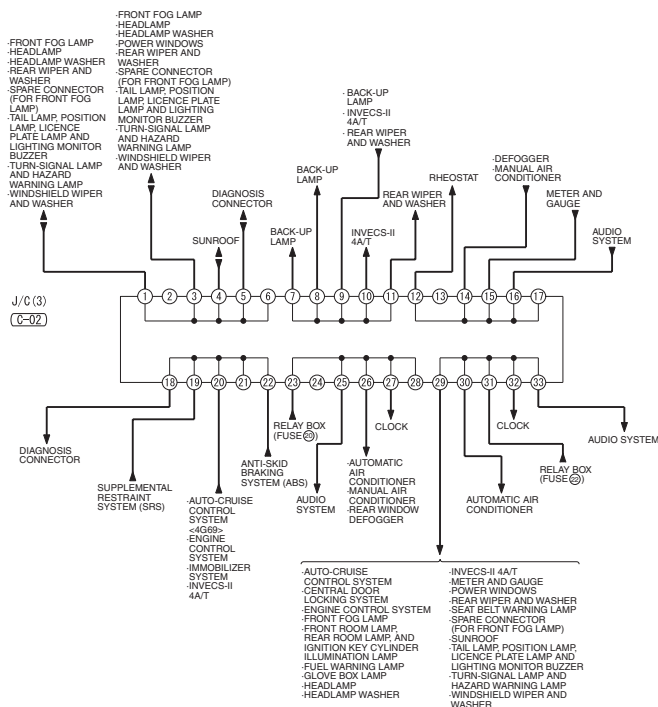 ·FRONT FOG LAMP
·HEADLAMP
·HEADLAMP WASHER
·REAR WIPER AND
WASHER
·SPARE CONNECTOR
(FOR FRONT FOG
LAMP)
·TAIL LAMP, POSITION
LAMP, LICENCE
PLATE LAMP AND
LIGHTING MONITOR
BUZZER
·TURN-SIGNAL LAMP
AND HAZARD
WARNING LAMP
·WINDSHIELD WIPER
AND WASHER
·FRONT FOG LAMP
·HEADLAMP
·HEADLAMP WASHER
·POWER WINDOWS
·REAR WIPER AND
WASHER
·SPARE CONNECTOR
(FOR FRONT FOG LAMP)
·TAIL LAMP, POSITION
LAMP, LICENCE PLATE
LAMP AND LIGHTING
MONITOR BUZZER
·TURN-SIGNAL LAMP
AND HAZARD
WARNING LAMP
·WINDSHIELD WIPER
AND WASHER
SUNROOF
DIAGNOSIS
CONNECTOR
BACK-UP
LAMP
BACK-UP
LAMP
·BACK-UP
LAMP
·INVECS-II
4A/T
·REAR WIPER
AND WASHER
INVECS-II
4A/T
REAR WIPER
AND WASHER
RHEOSTAT
·DEFOGGER
·MANUAL AIR
CONDITIONER
METER AND
GAUGE
AUDIO
SYSTEM
J/C (3)
C-02
1 2 3 4 5 6 7 8 9 10 11 12 13 14 15 16 17
18 19 20 21 22 23 24 25 26 27 28 29 30 31 32 33
DIAGNOSIS
CONNECTOR
SUPPLEMENTAL
RESTRAINT
SYSTEM (SRS)
·AUTO-CRUISE
CONTROL
SYSTEM
<4G69>
·ENGINE
CONTROL
SYSTEM
·IMMOBILIZER
SYSTEM
·INVECS-II
4A/T
ANTI-SKID
BRAKING
SYSTEM (ABS)
RELAY BOX
(FUSE 20)
AUDIO
SYSTEM
·AUTOMATIC
AIR
CONDITIONER
·MANUAL AIR
CONDITIONER
·REAR WINDOW
DEFOGGER
CLOCK
·AUTO-CRUISE
CONTROL SYSTEM
·CENTRAL DOOR
LOCKING SYSTEM
·ENGINE CONTROL SYSTEM
·FRONT FOG LAMP
·FRONT ROOM LAMP,
REAR ROOM LAMP, AND
IGNITION KEY CYLINDER
ILLUMINATION LAMP
·FUEL WARNING LAMP
·GLOVE BOX LAMP
·HEADLAMP
·HEADLAMP WASHER
·INVECS-II 4A/T
·METER AND GAUGE
·POWER WINDOWS
·REAR WIPER AND WASHER
·SEAT BELT WARNING LAMP
·SPARE CONNECTOR
(FOR FRONT FOG LAMP)
·SUNROOF
·TAIL LAMP, POSITION LAMP,
LICENCE PLATE LAMP AND
LIGHTING MONITOR BUZZER
·TURN-SIGNAL LAMP AND
HAZARD WARNING LAMP
·WINDSHIELD WIPER AND
WASHER
AUTOMATIC AIR
CONDITIONER
RELAY BOX
(FUSE 22)
CLOCK
AUDIO SYSTEM